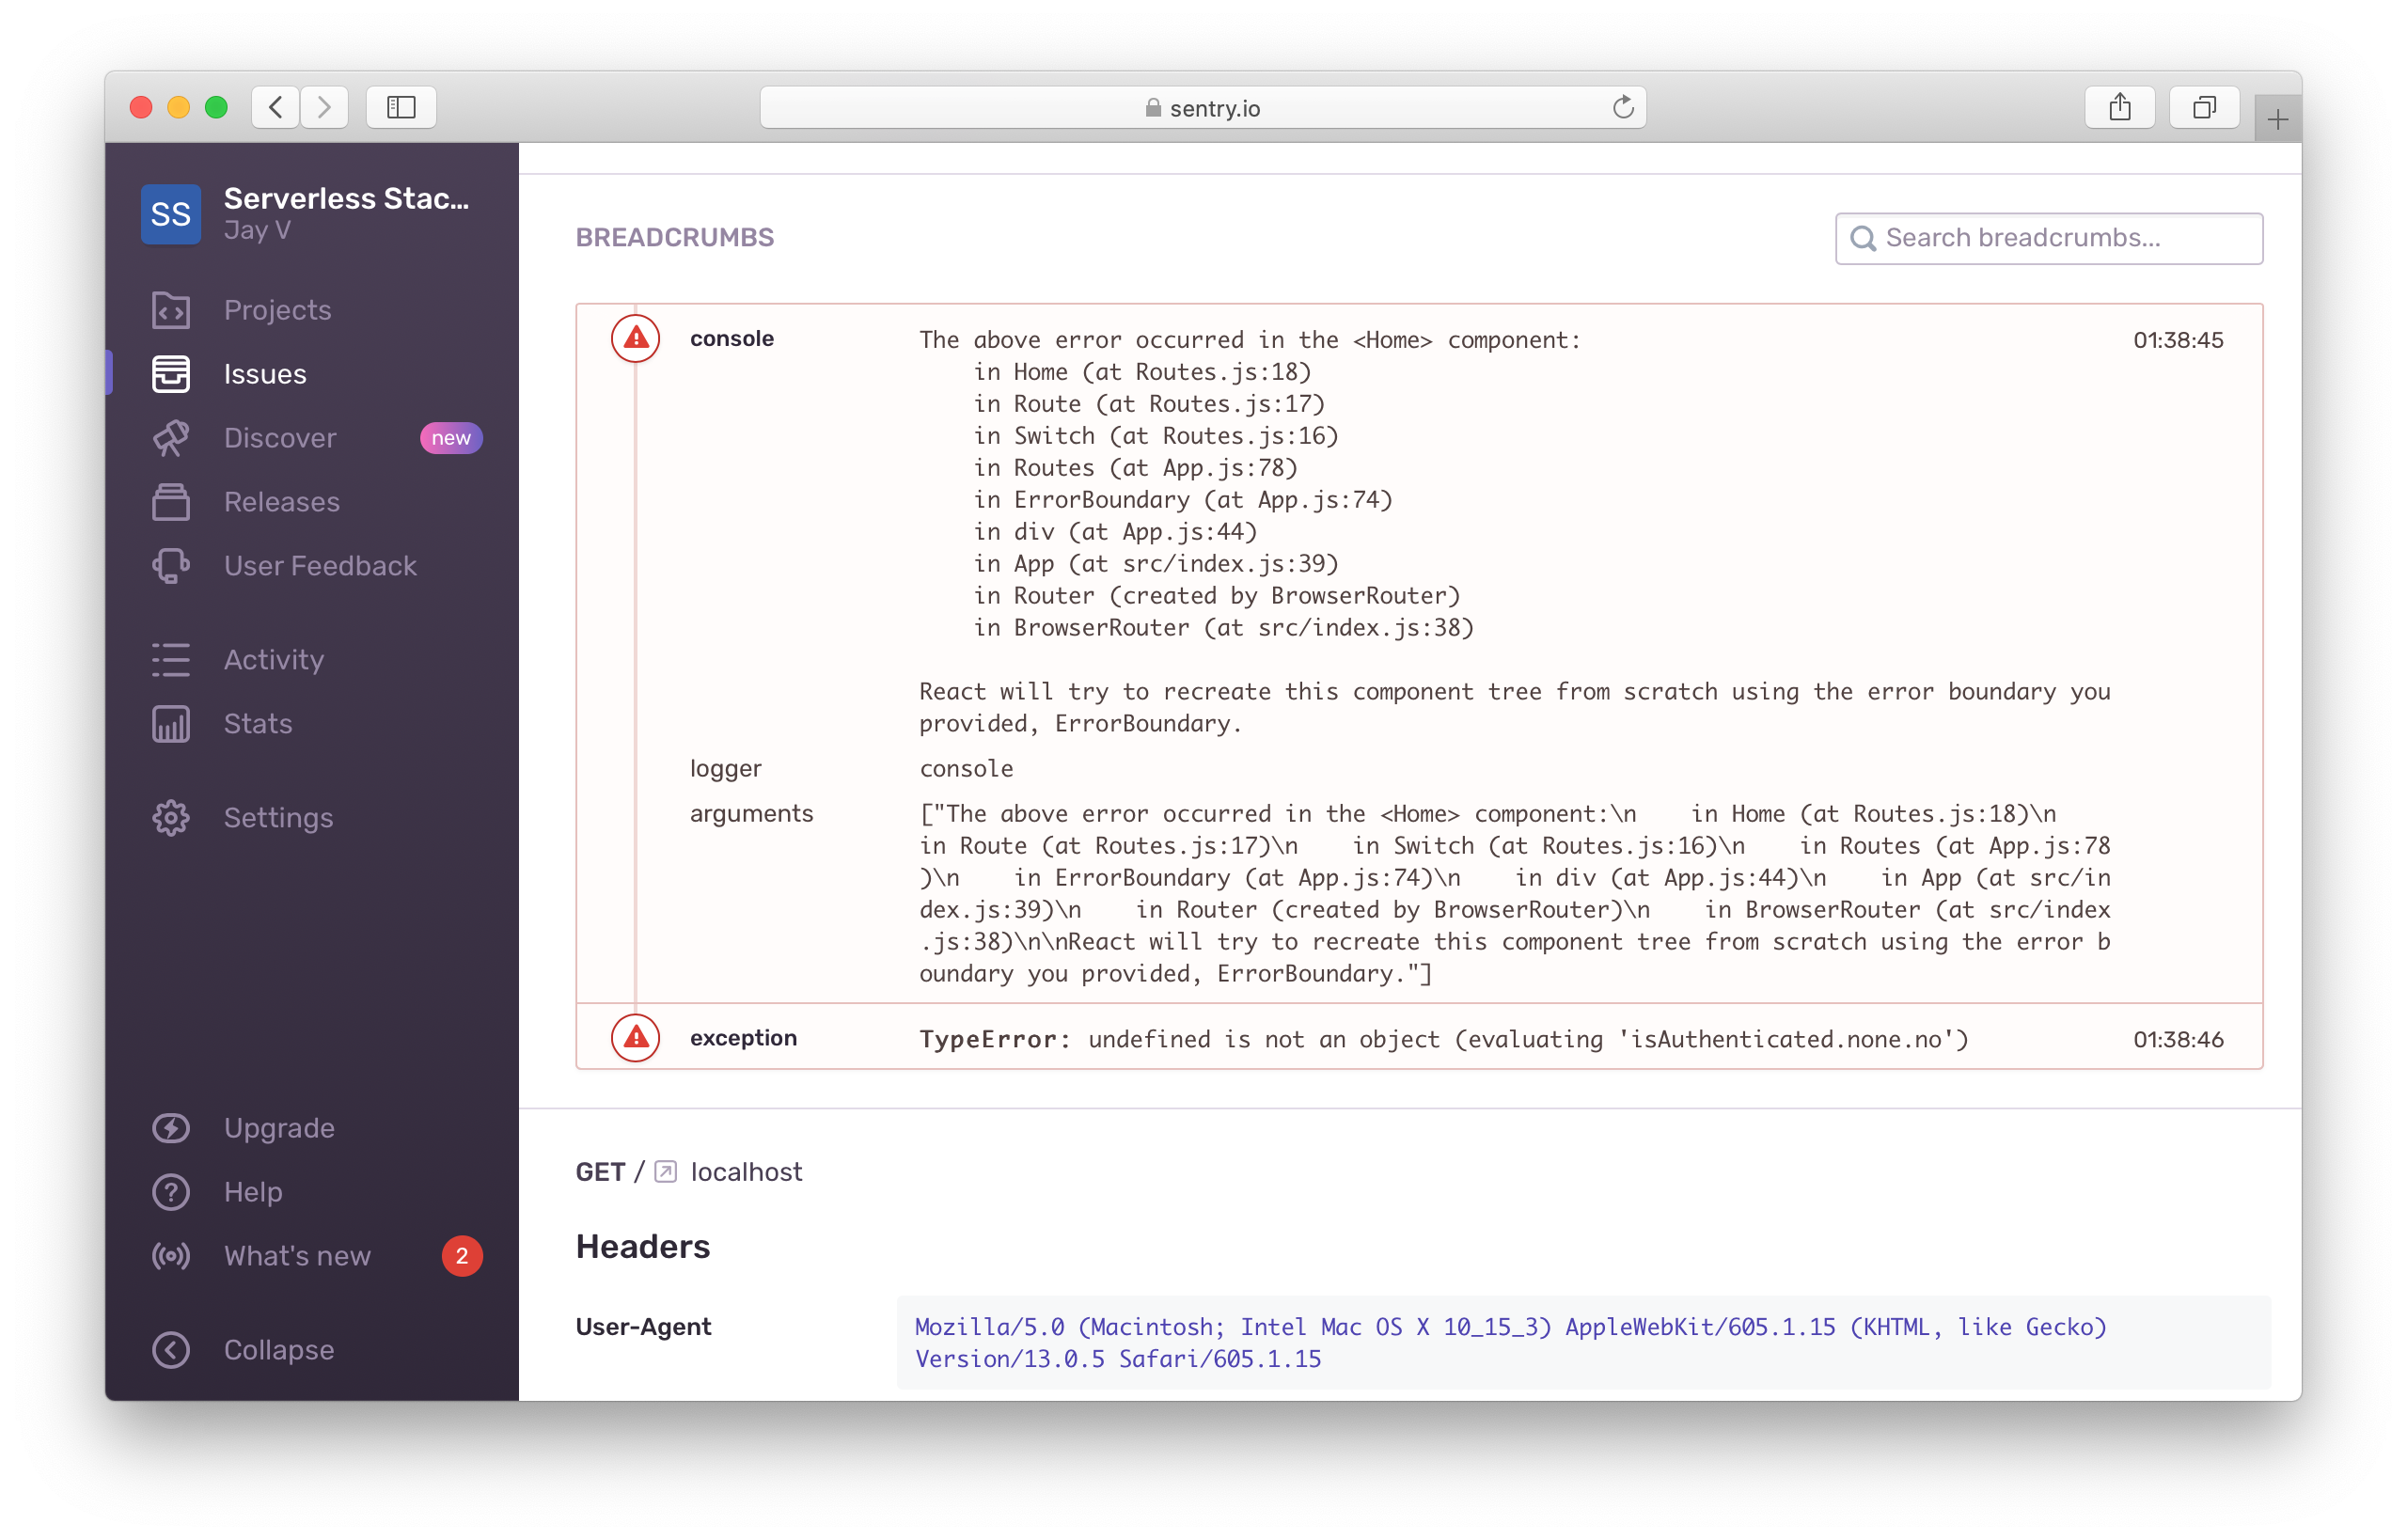 sentry.io
SS
Serverless Stac...
Jay V
Projects
Issues
Discover new
Releases
User Feedback
Activity
Stats
Settings
Upgrade
Help
What's new 2
Collapse
BREADCRUMBS
Search breadcrumbs...
console The above error occurred in the <Home> component: 01:38:45
    in Home (at Routes.js:18)
    in Route (at Routes.js:17)
    in Switch (at Routes.js:16)
    in Routes (at App.js:78)
    in ErrorBoundary (at App.js:74)
    in div (at App.js:44)
    in App (at src/index.js:39)
    in Router (created by BrowserRouter)
    in BrowserRouter (at src/index.js:38)
React will try to recreate this component tree from scratch using the error boundary you
provided, ErrorBoundary.
logger console
arguments ["The above error occurred in the <Home> component:\n    in Home (at Routes.js:18)\n
in Route (at Routes.js:17)\n    in Switch (at Routes.js:16)\n    in Routes (at App.js:78
)\n    in ErrorBoundary (at App.js:74)\n    in div (at App.js:44)\n    in App (at src/in
dex.js:39)\n    in Router (created by BrowserRouter)\n    in BrowserRouter (at src/index
.js:38)\n\nReact will try to recreate this component tree from scratch using the error b
oundary you provided, ErrorBoundary."]
exception TypeError: undefined is not an object (evaluating 'isAuthenticated.none.no') 01:38:46
GET / localhost
Headers
User-Agent Mozilla/5.0 (Macintosh; Intel Mac OS X 10_15_3) AppleWebKit/605.1.15 (KHTML, like Gecko)
Version/13.0.5 Safari/605.1.15